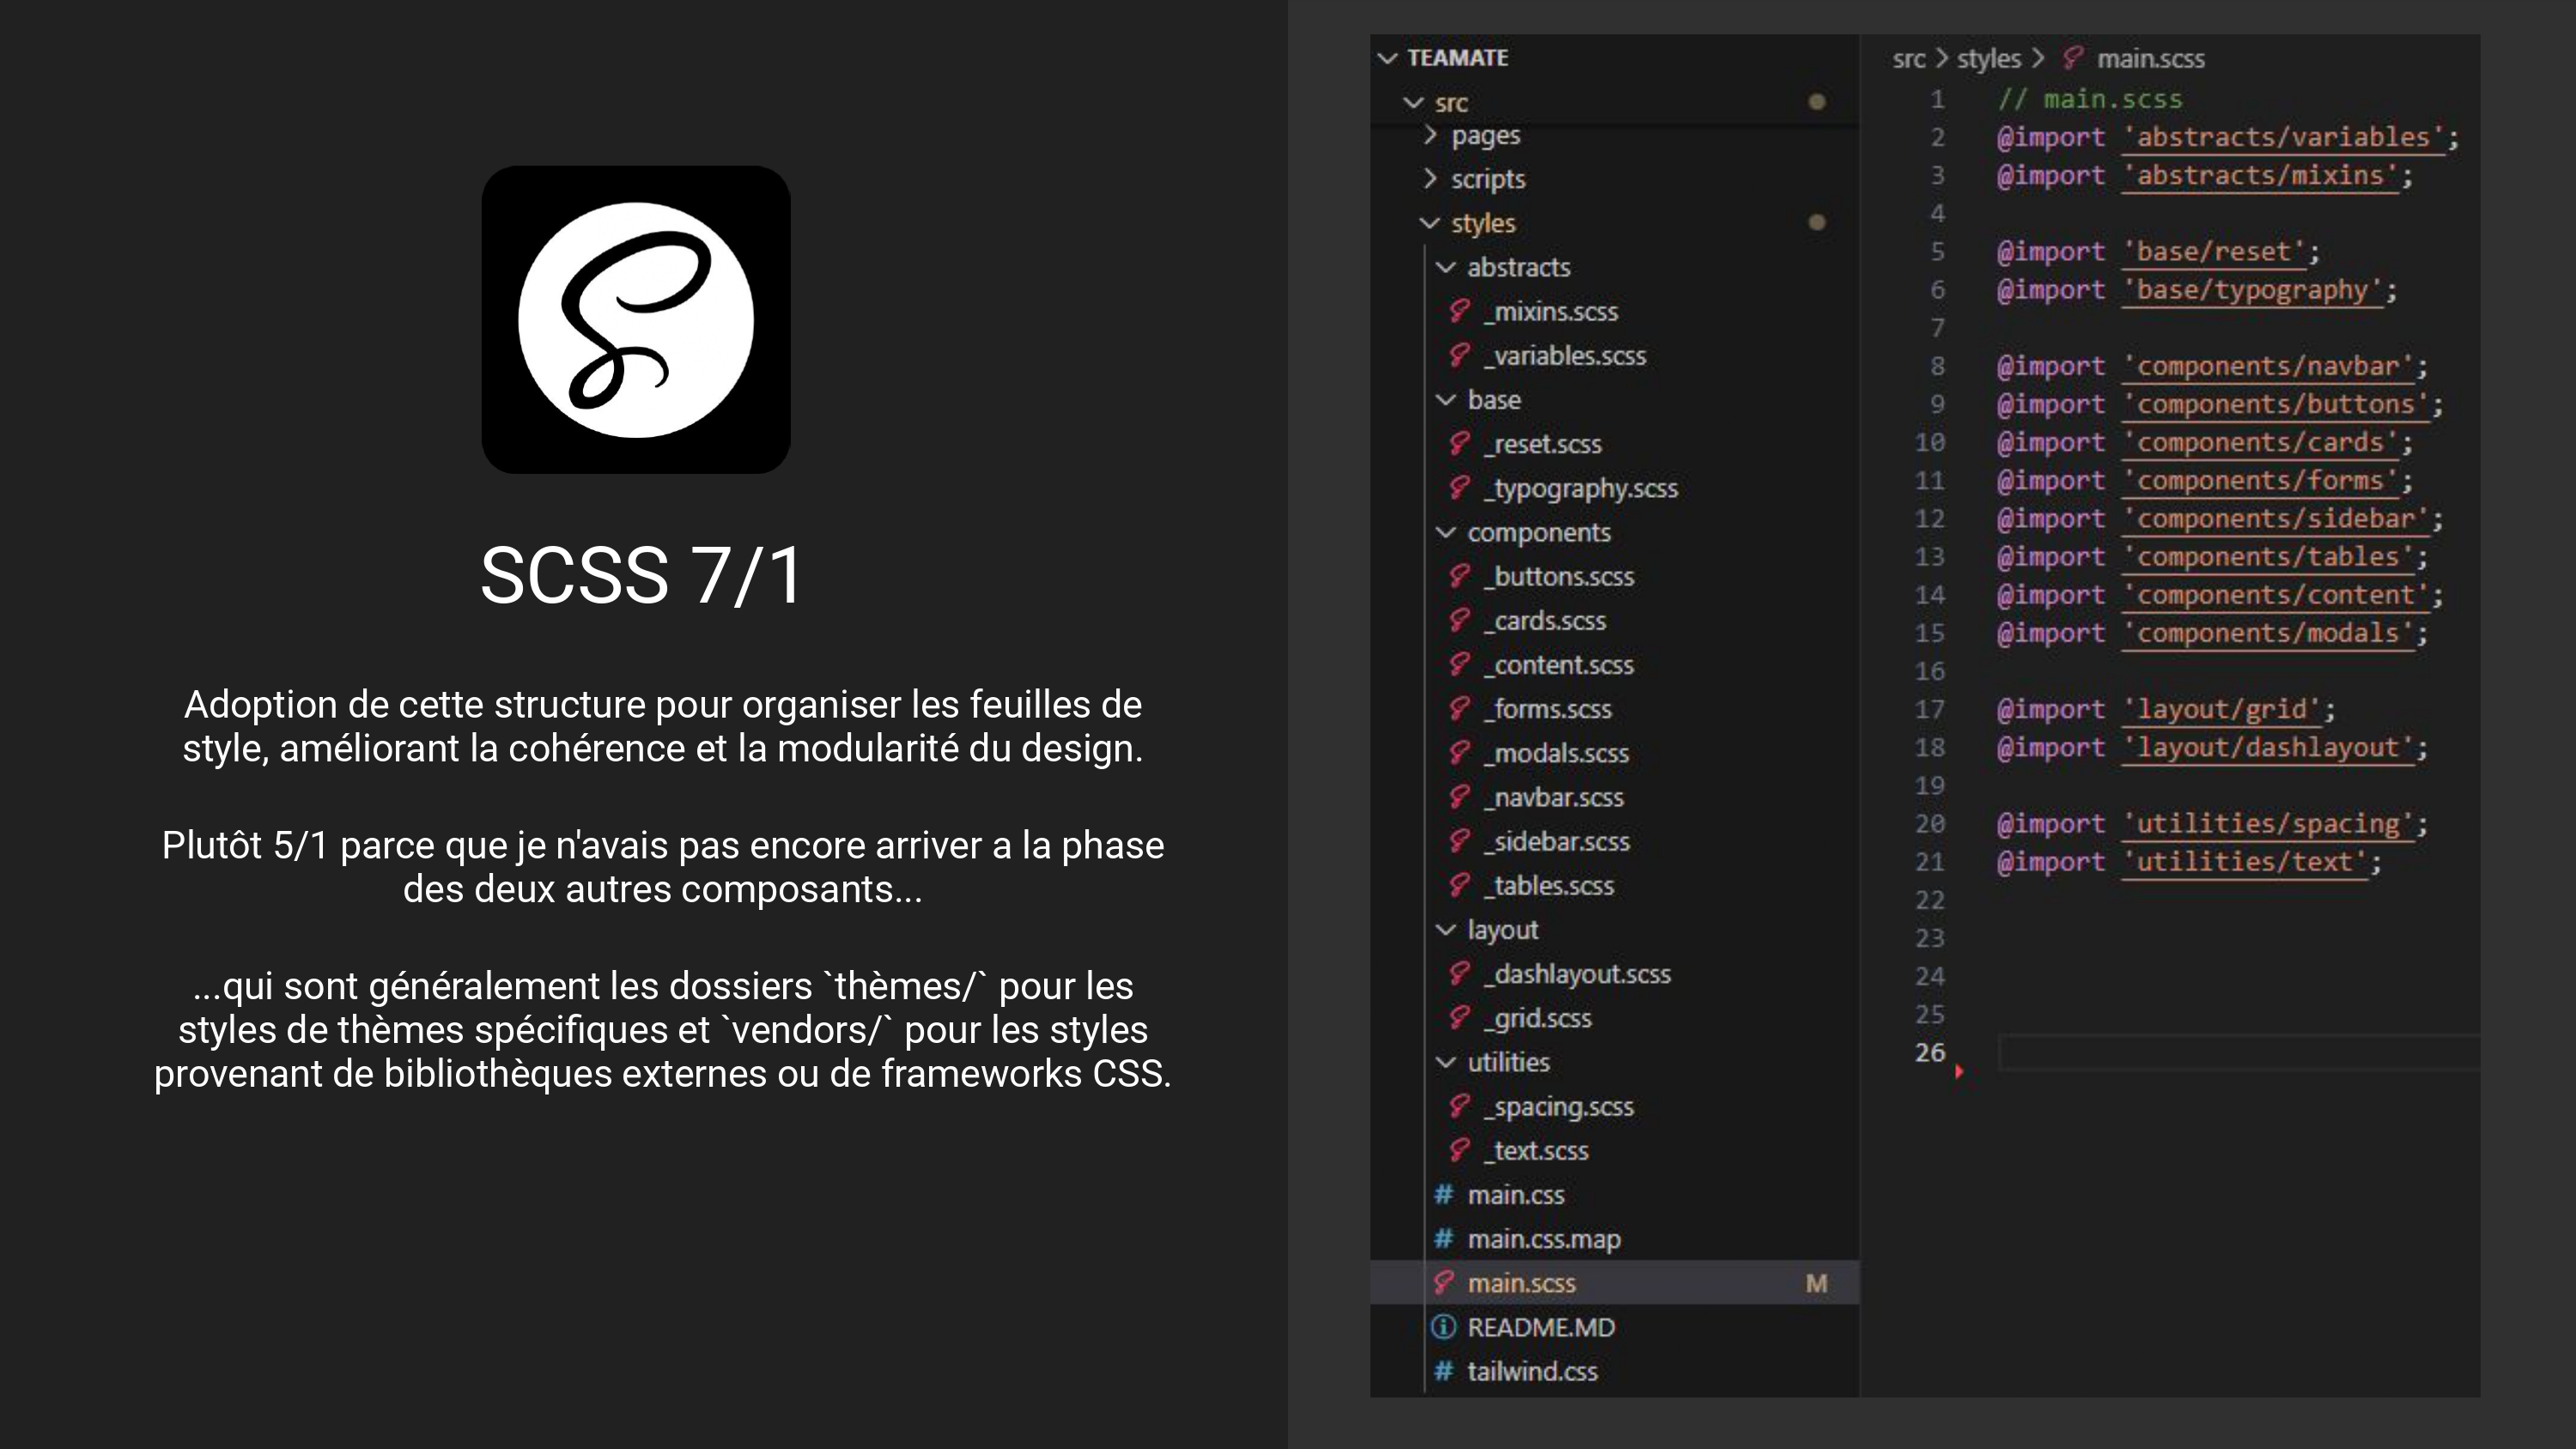 SCSS 7/1
Adoption de cette structure pour organiser les feuilles de
style, améliorant la cohérence et la modularité du design.
Plutôt 5/1 parce que je n'avais pas encore arriver a la phase
des deux autres composants...
...qui sont généralement les dossiers `thèmes/` pour les
styles de thèmes spécifiques et `vendors/` pour les styles
provenant de bibliothèques externes ou de frameworks CSS.
TEAMATE
src
pages
scripts
styles
abstracts
_mixins.scss
_variables.scss
base
_reset.scss
_typography.scss
components
_buttons.scss
_cards.scss
_content.scss
_forms.scss
_modals.scss
_navbar.scss
_sidebar.scss
_tables.scss
layout
_dashlayout.scss
_grid.scss
utilities
_spacing.scss
_text.scss
# main.css
# main.css.map
main.scss M
README.MD
# tailwind.css
src > styles > main.scss
1 // main.scss
2 @import 'abstracts/variables';
3 @import 'abstracts/mixins';
4
5 @import 'base/reset';
6 @import 'base/typography';
7
8 @import 'components/navbar';
9 @import 'components/buttons';
10 @import 'components/cards';
11 @import 'components/forms';
12 @import 'components/sidebar';
13 @import 'components/tables';
14 @import 'components/content';
15 @import 'components/modals';
16
17 @import 'layout/grid';
18 @import 'layout/dashlayout';
19
20 @import 'utilities/spacing';
21 @import 'utilities/text';
22
23
24
25
26